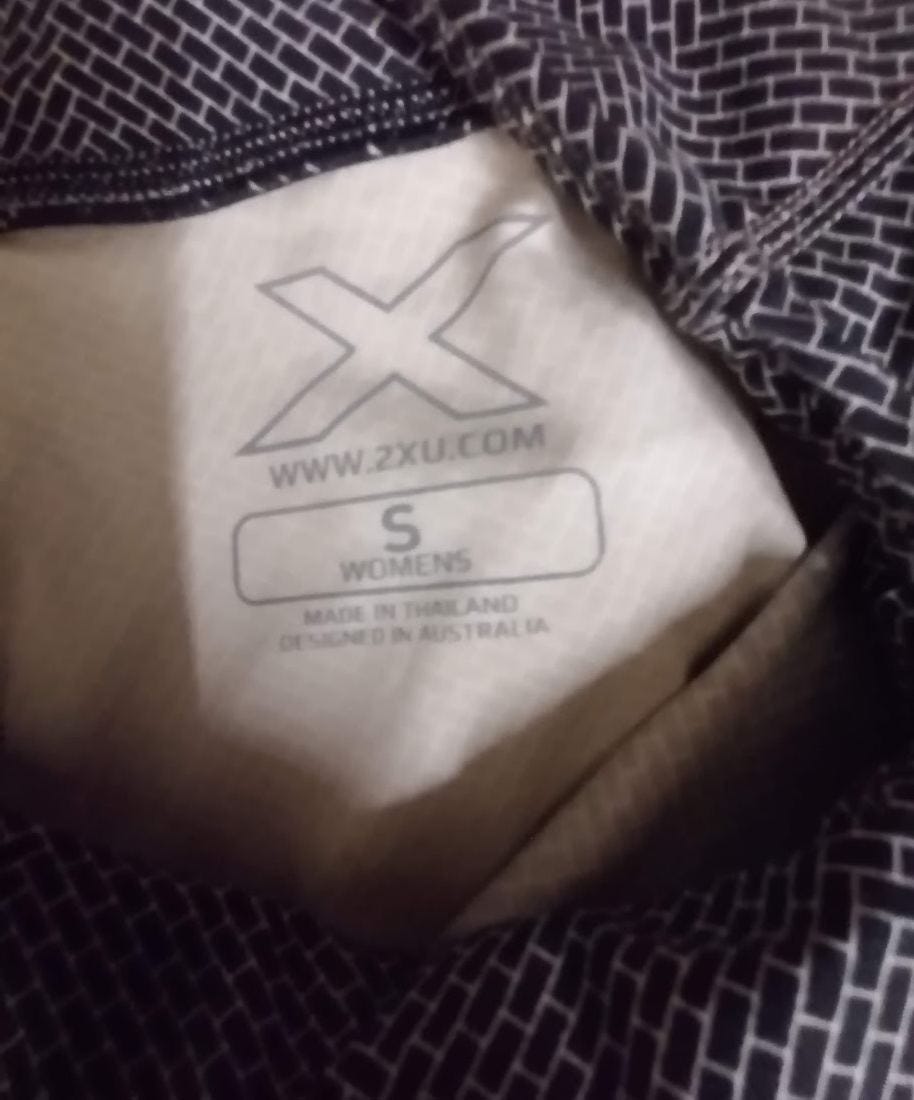 X
WWW.2XU.COM
S
WOMENS
MADE IN THAILAND
DESIGNED IN AUSTRALIA